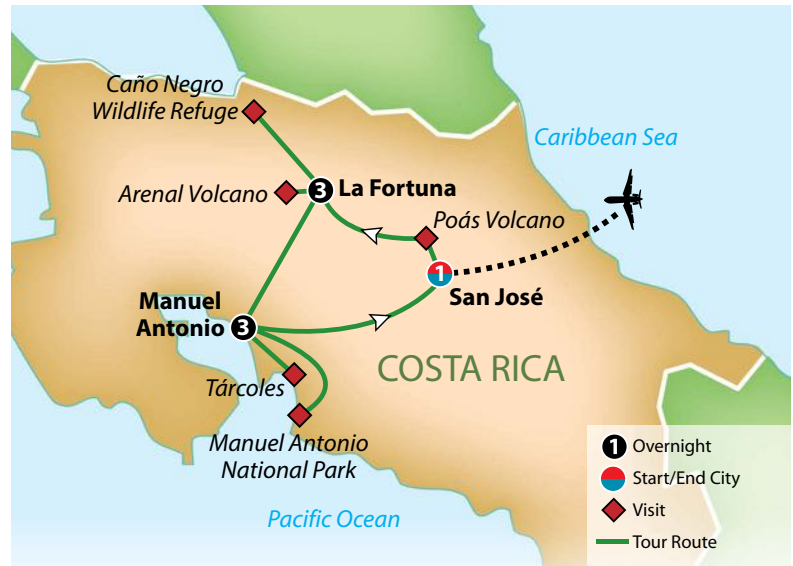 Caño Negro
Wildlife Refuge
Caribbean Sea
Arenal Volcano
3
La Fortuna
Poás Volcano
1
San José
Manuel
Antonio
3
COSTA RICA
Tárcoles
Manuel Antonio
National Park
Pacific Ocean
1 Overnight
Start/End City
Visit
Tour Route